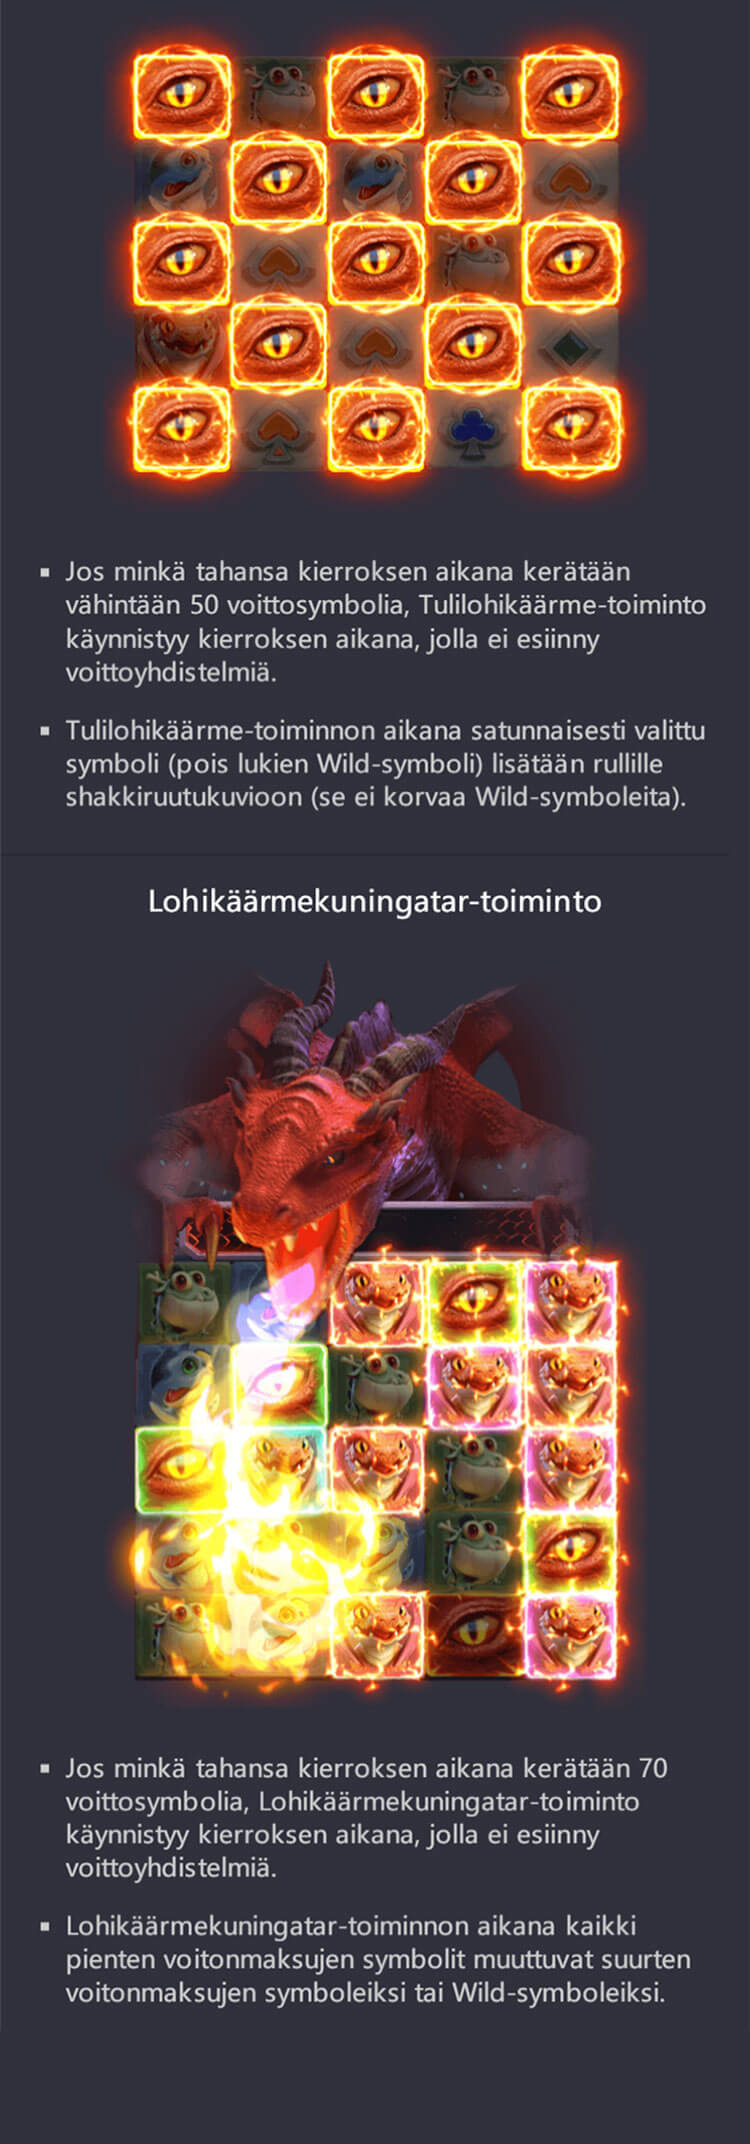 ▪ Jos minkä tahansa kierroksen aikana kerätään
vähintään 50 voittosymbolia, Tulilohikäärme-toiminto
käynnistyy kierroksen aikana, jolla ei esiinny
voittoyhdistelmiä.
▪ Tulilohikäärme-toiminnon aikana satunnaisesti valittu
symboli (pois lukien Wild-symboli) lisätään rullille
shakkiruutukuvioon (se ei korvaa Wild-symboleita).
Lohikäärmekuningatar-toiminto
▪ Jos minkä tahansa kierroksen aikana kerätään 70
voittosymbolia, Lohikäärmekuningatar-toiminto
käynnistyy kierroksen aikana, jolla ei esiinny
voittoyhdistelmiä.
▪ Lohikäärmekuningatar-toiminnon aikana kaikki
pienten voitonmaksujen symbolit muuttuvat suurten
voitonmaksujen symboleiksi tai Wild-symboleiksi.